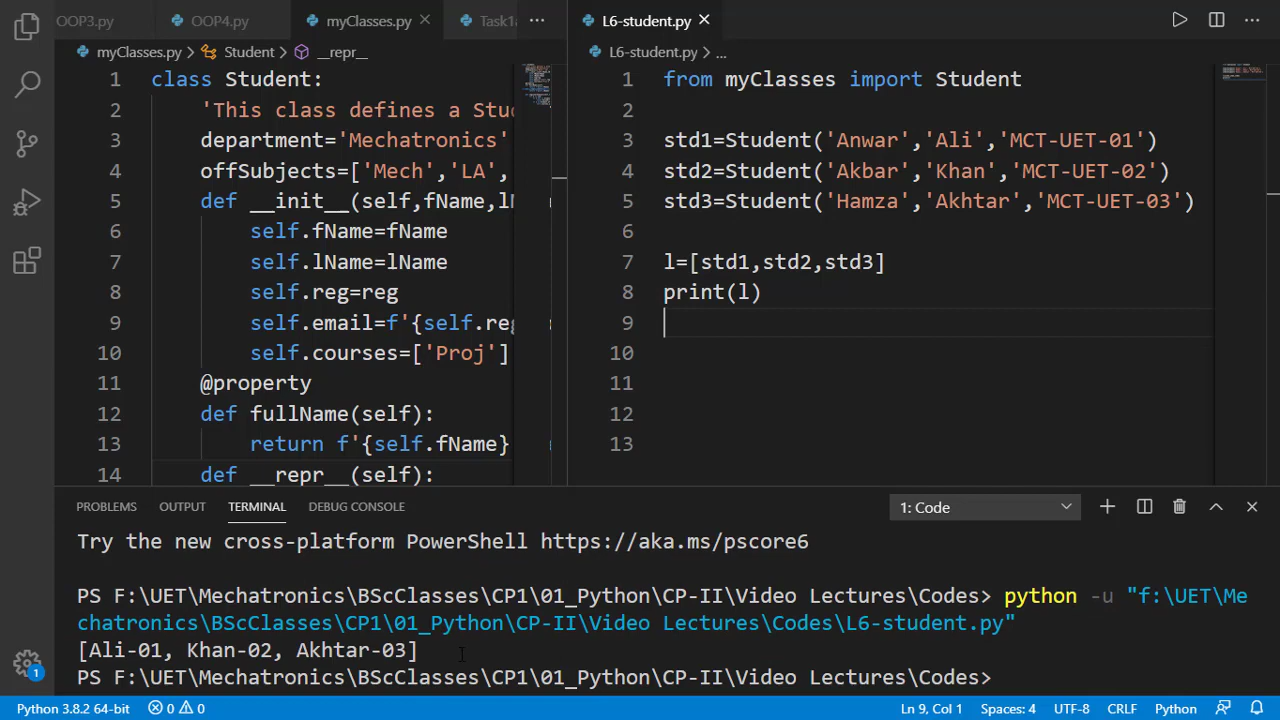 OOP3.py
OOP4.py
myClasses.py
Task1a
L6-student.py
myClasses.py > Student > __repr__
L6-student.py > ...
1 class Student:
2 'This class defines a Stu
3 department='Mechatronics'
4 offSubjects=['Mech','LA',
5 def __init__(self,fName,l
6 self.fName=fName
7 self.lName=lName
8 self.reg=reg
9 self.email=f'{self.reg
10 self.courses=['Proj']
11 @property
12 def fullName(self):
13 return f'{self.fName}
14 def __repr__(self):
1 from myClasses import Student
2
3 std1=Student('Anwar','Ali','MCT-UET-01')
4 std2=Student('Akbar','Khan','MCT-UET-02')
5 std3=Student('Hamza','Akhtar','MCT-UET-03')
6
7 l=[std1,std2,std3]
8 print(l)
9
10
11
12
13
PROBLEMS OUTPUT TERMINAL DEBUG CONSOLE
1: Code
Try the new cross-platform PowerShell https://aka.ms/pscore6
PS F:\UET\Mechatronics\BScClasses\CP1\01_Python\CP-II\Video Lectures\Codes> python -u "f:\UET\Me
chatronics\BScClasses\CP1\01_Python\CP-II\Video Lectures\Codes\L6-student.py"
[Ali-01, Khan-02, Akhtar-03]
PS F:\UET\Mechatronics\BScClasses\CP1\01_Python\CP-II\Video Lectures\Codes>
1
Python 3.8.2 64-bit 0 0 Ln 9, Col 1 Spaces: 4 UTF-8 CRLF Python